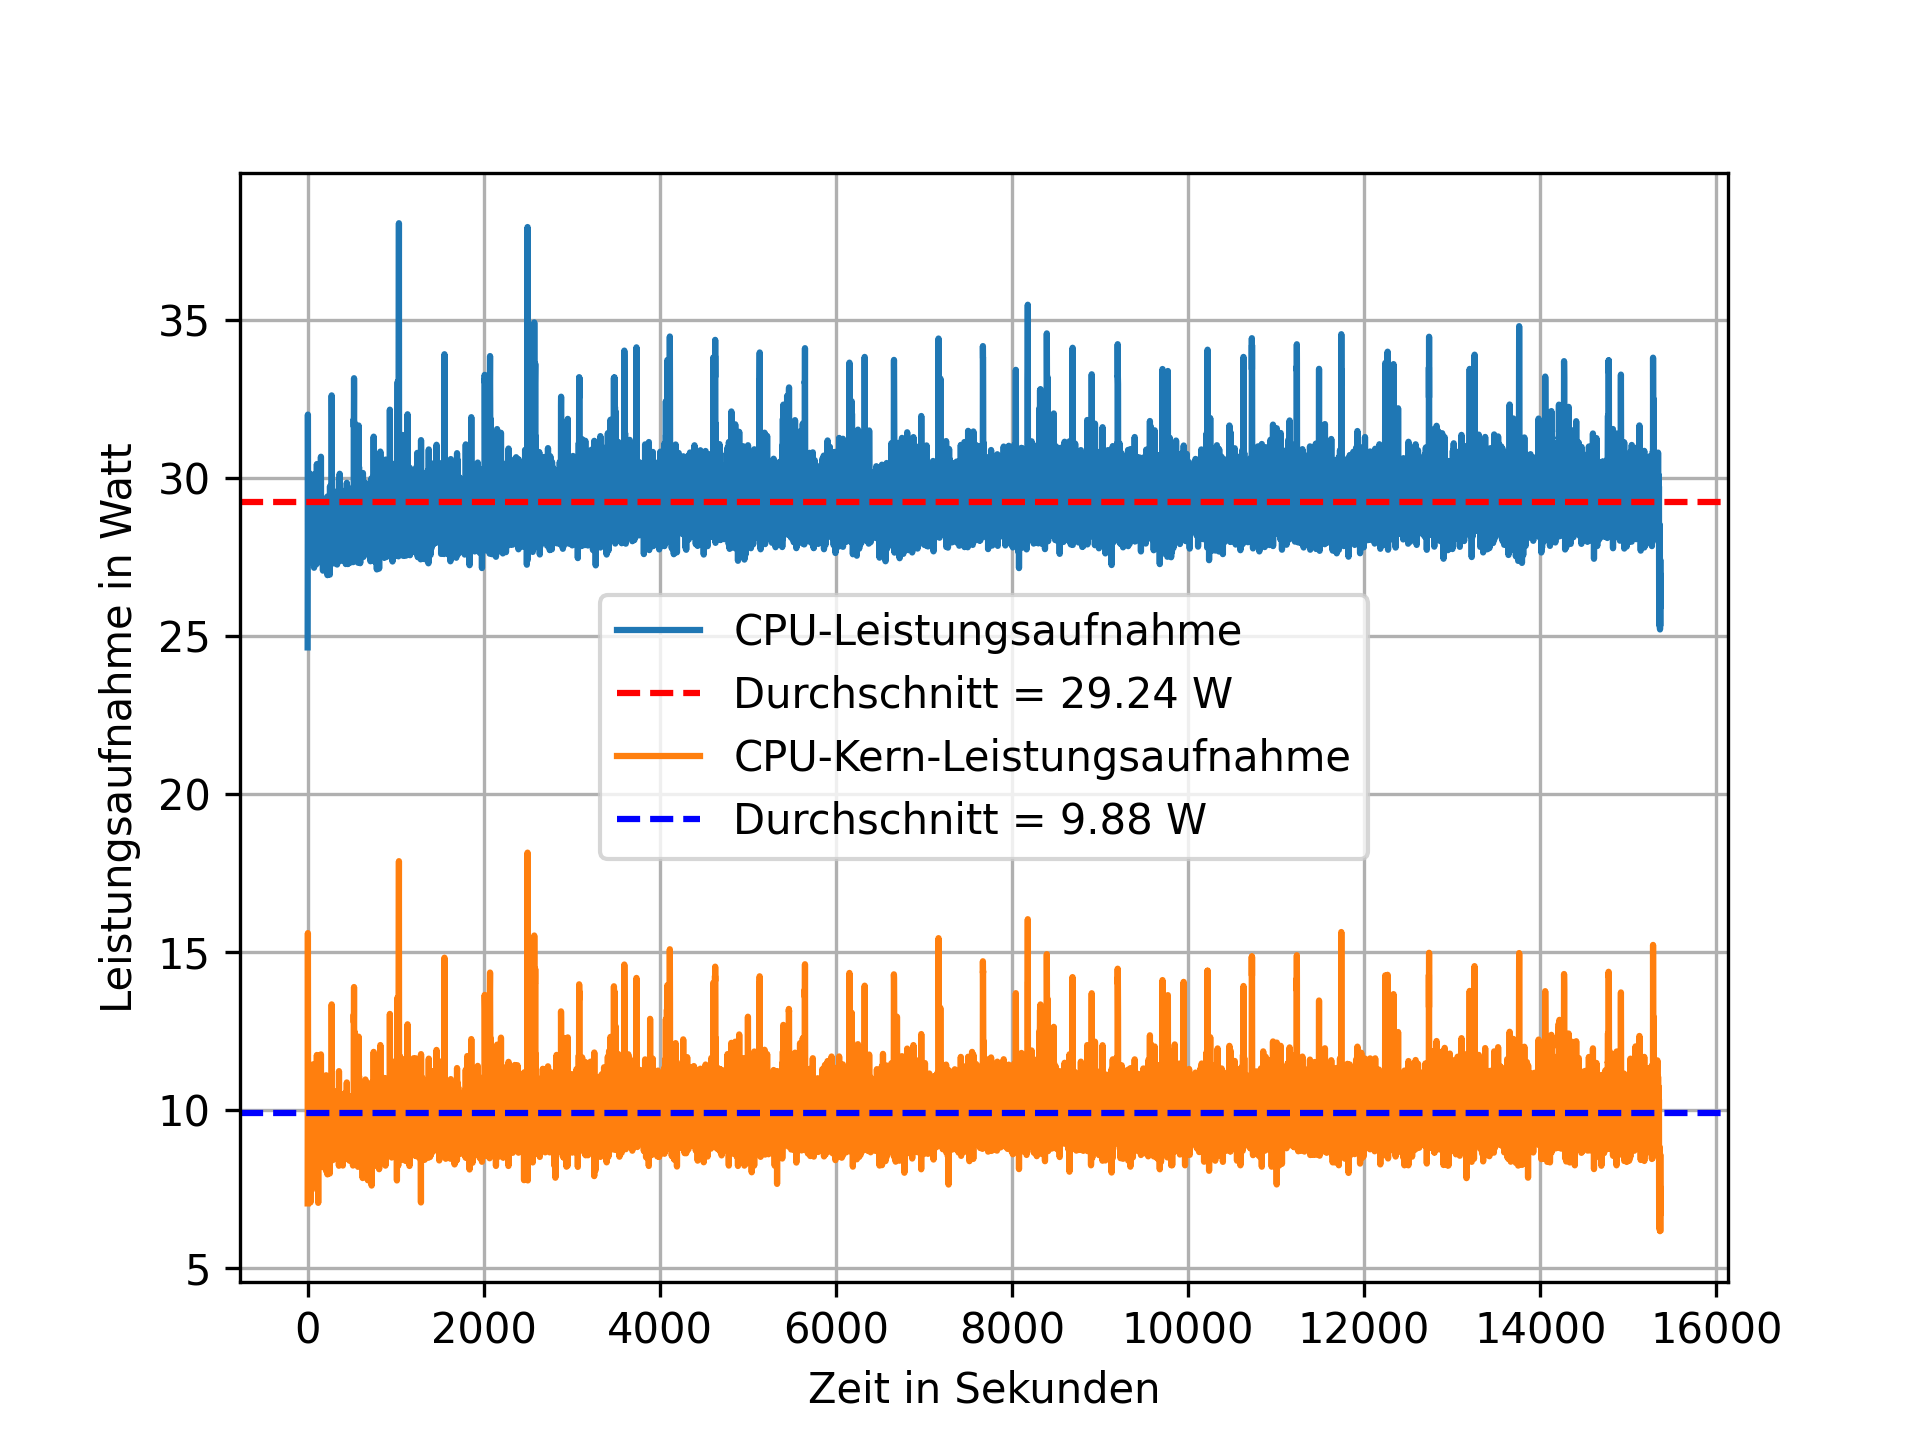 35
30
25
20
15
10
5
Leistungsaufnahme in Watt
CPU-Leistungsaufnahme
Durchschnitt = 29.24 W
CPU-Kern-Leistungsaufnahme
Durchschnitt = 9.88 W
0 2000 4000 6000 8000 10000 12000 14000 16000
Zeit in Sekunden